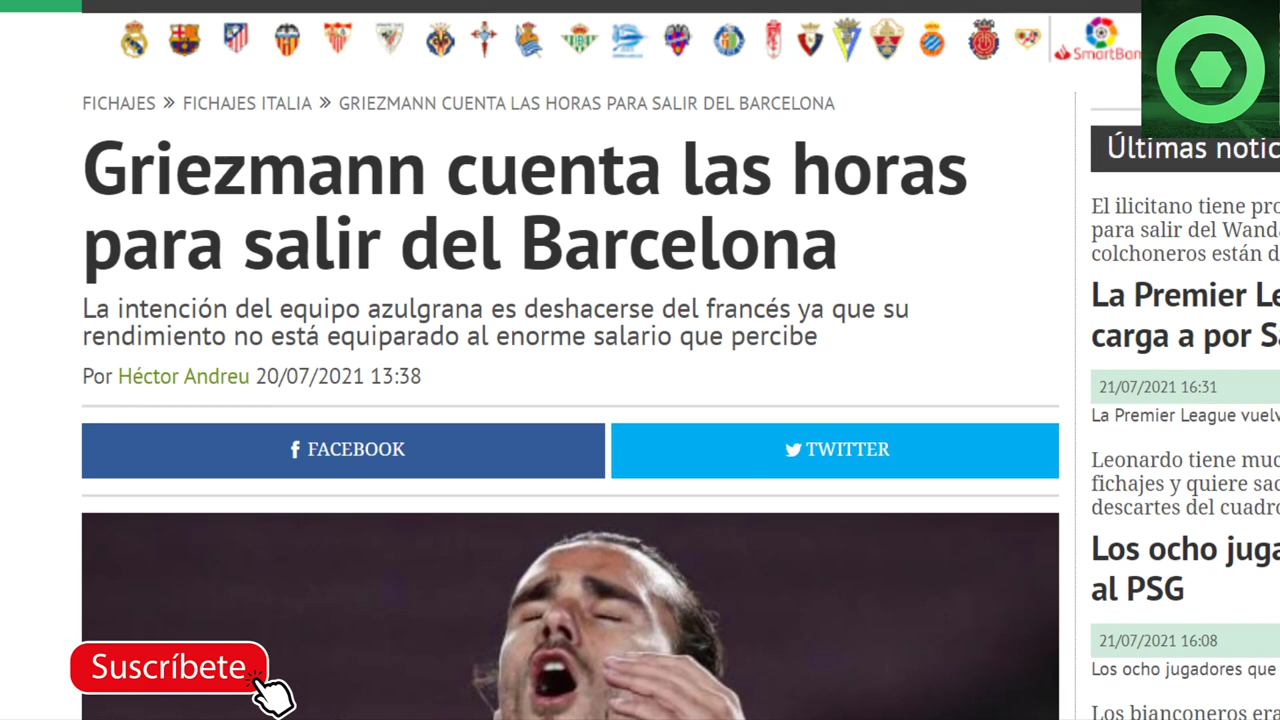 SmartBan
FICHAJES » FICHAJES ITALIA » GRIEZMANN CUENTA LAS HORAS PARA SALIR DEL BARCELONA
Griezmann cuenta las horas
para salir del Barcelona
La intención del equipo azulgrana es deshacerse del francés ya que su
rendimiento no está equiparado al enorme salario que percibe
Por Héctor Andreu 20/07/2021 13:38
FACEBOOK
TWITTER
Suscríbete
Últimas notic
El ilicitano tiene pro
para salir del Wanda
colchoneros están d
La Premier Le
carga a por Sa
21/07/2021 16:31
La Premier League vuelv
Leonardo tiene muc
fichajes y quiere sac
descartes del cuadro
Los ocho juga
al PSG
21/07/2021 16:08
Los ocho jugadores que
Los bianconeros era